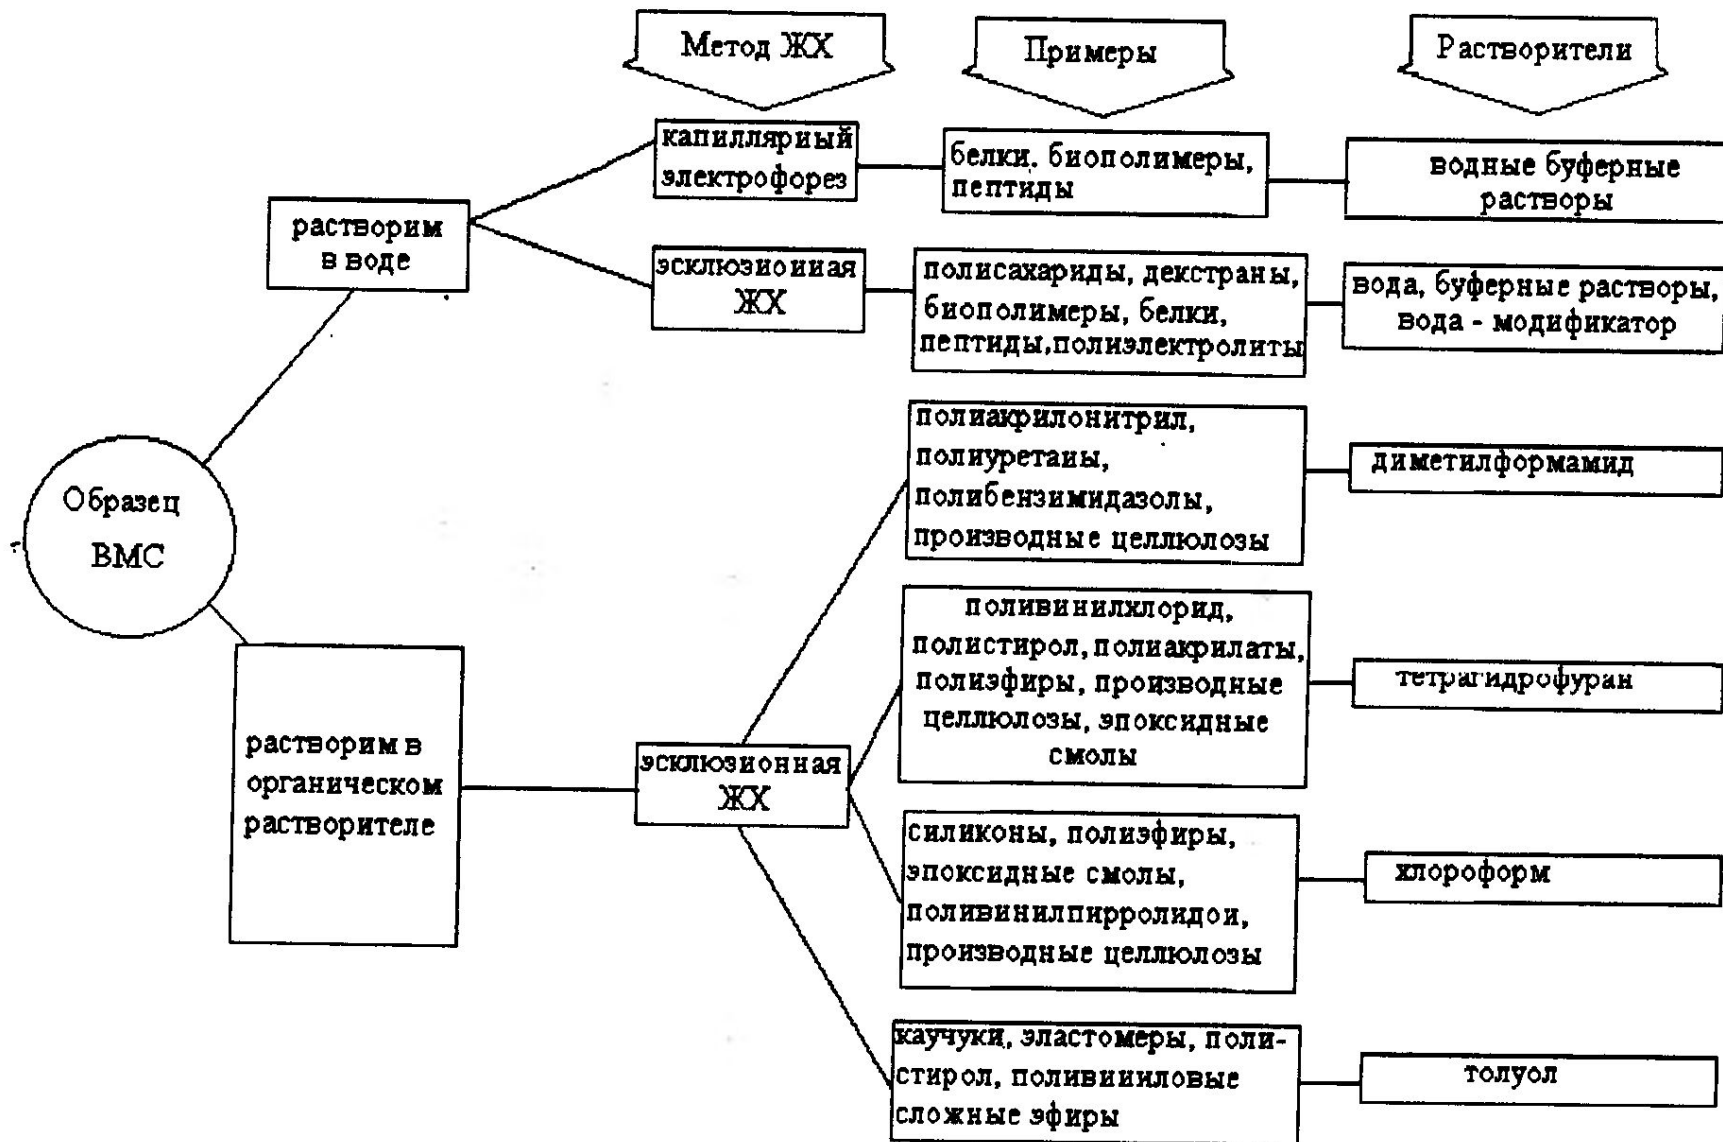 Метод ЖХ
Примеры
Растворители
капиллярный
электрофорез
белки, биополимеры,
пептиды
водные буферные
растворы
растворим
в воде
эсклюзионная
ЖХ
полисахариды, декстраны,
биополимеры, белки,
пептиды,полиэлектролиты
вода, буферные растворы,
вода - модификатор
Образец
ВМС
полиакрилонитрил,
полиуретаны,
полибензимидазолы,
производные целлюлозы
диметилформамид
поливинилхлорид,
полистирол, полиакрилаты,
полиэфиры, производные
целлюлозы, эпоксидные
смолы
тетрагидрофуран
растворим в
органическом
растворителе
эсклюзионная
ЖХ
силиконы, полиэфиры,
эпоксидные смолы,
поливинилпирролидои,
производные целлюлозы
хлороформ
каучуки, эластомеры, поли-
стирол, поливиниловые
сложные эфиры
толуол